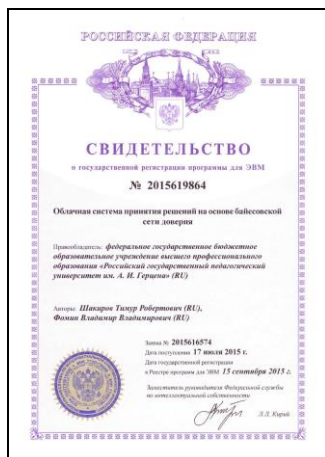 РОССИЙСКАЯ ФЕДЕРАЦИЯ
СВИДЕТЕЛЬСТВО
о государственной регистрации программы для ЭВМ
№ 2015619864
Облачная система принятия решений на основе байесовской
сети доверия
Правообладатель: федеральное государственное бюджетное
образовательное учреждение высшего профессионального
образования «Российский государственный педагогический
университет им. А. И. Герцена» (RU)
Авторы: Шакиров Тимур Робертович (RU),
Фомин Владимир Владимирович (RU)
Заявка № 2015616574
Дата поступления 17 июля 2015 г.
Дата государственной регистрации
в Реестре программ для ЭВМ 15 сентября 2015 г.
Заместитель руководителя Федеральной службы
по интеллектуальной собственности
Л.Л. Кирий